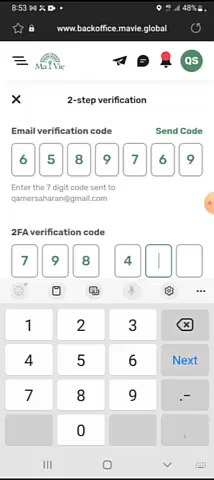 8:53
48%
www.backoffice.mavie.global
Ma Vie
QS
2-step verification
Email verification code
Send Code
6 5 8 9 7 6 9
Enter the 7 digit code sent to
qamersaharan@gmail.com
2FA verification code
7 9 8 4
1 2 3
4 5 6 Next
7 8 9 .-
0 ,